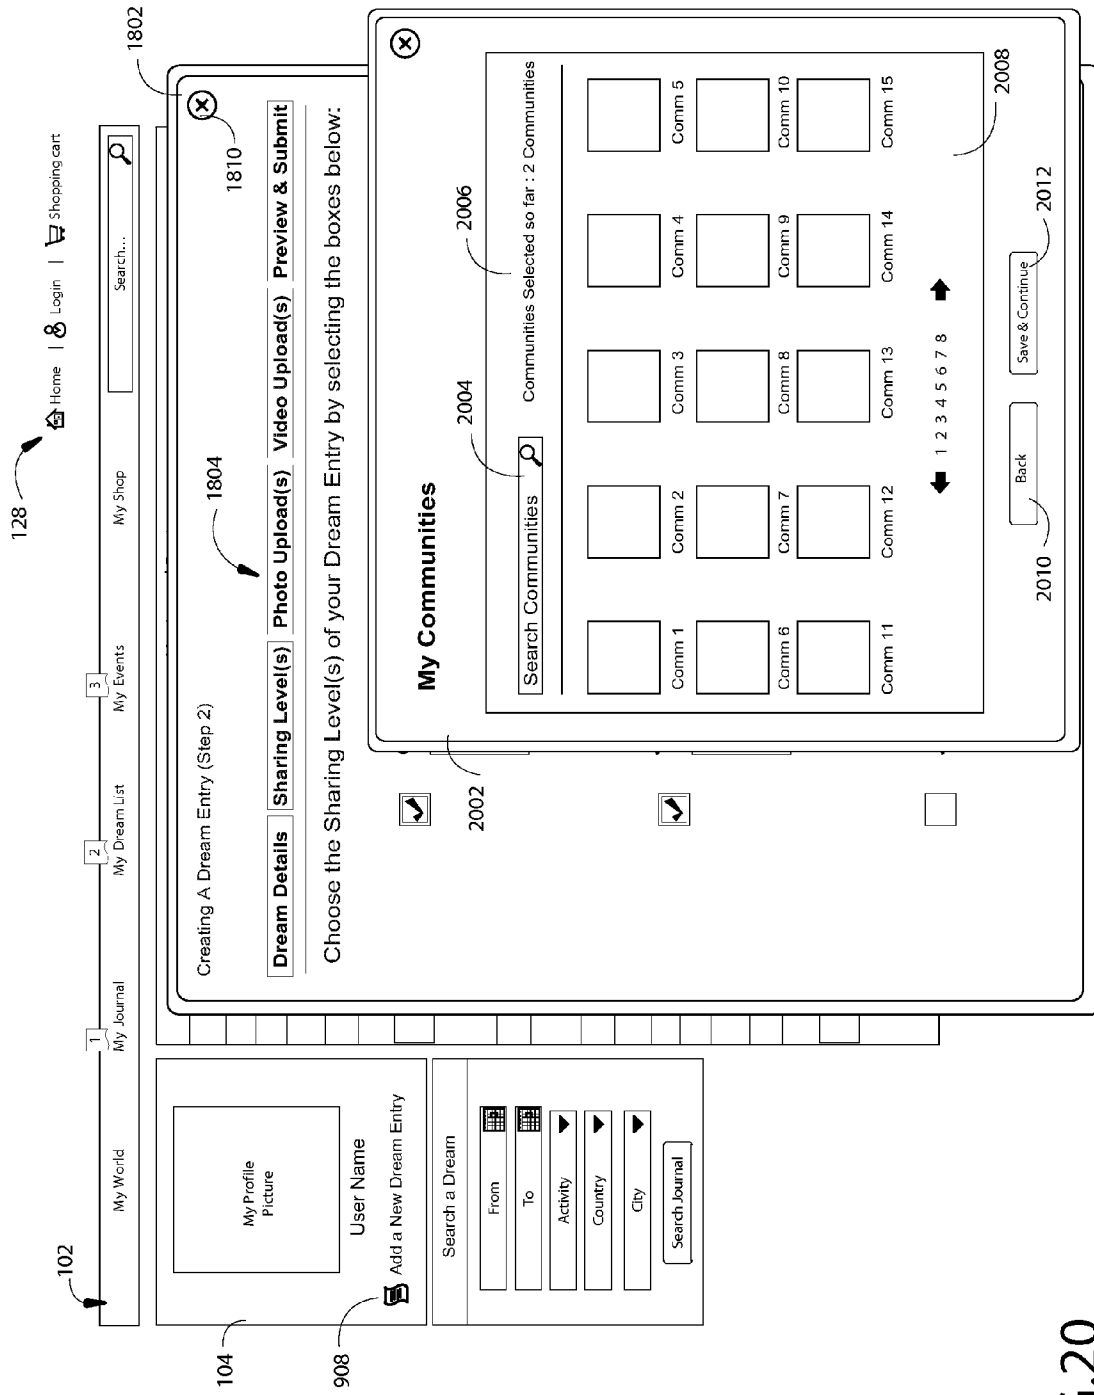 128
Home | Login | Shopping cart
102
1 2 3
My World My Journal My Dream List My Events My Shop Search...
1802
104
My Profile
Picture
User Name
908
Add a New Dream Entry
Search a Dream
From
To
Activity
Country
City
Search Journal
Creating A Dream Entry (Step 2)
1810
1804
Dream Details Sharing Level(s) Photo Upload(s) Video Upload(s) Preview & Submit
Choose the Sharing Level(s) of your Dream Entry by selecting the boxes below:
2002
My Communities
2004
2006
Search Communities Communities Selected so far : 2 Communities
Comm 1 Comm 2 Comm 3 Comm 4 Comm 5
Comm 6 Comm 7 Comm 8 Comm 9 Comm 10
Comm 11 Comm 12 Comm 13 Comm 14 Comm 15
1 2 3 4 5 6 7 8
2008
Back Save & Continue
2010
2012
.20